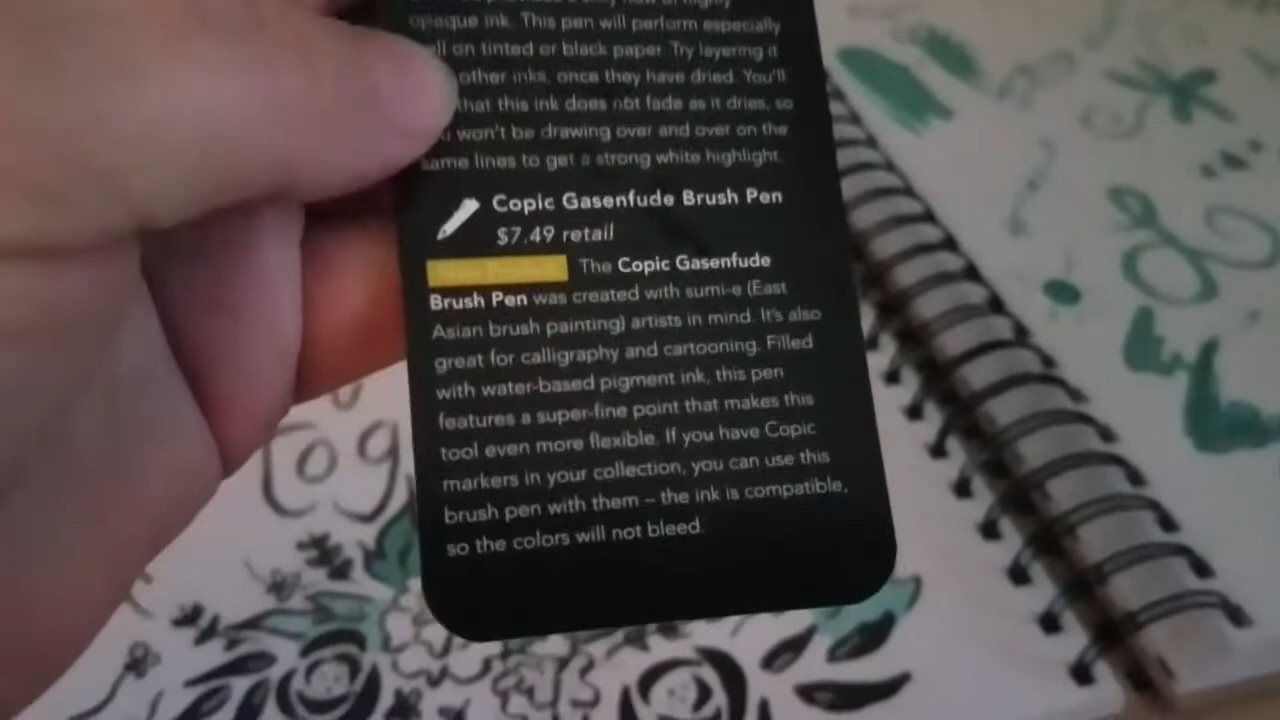 opaque ink. This pen will perform especially
on tinted or black paper. Try layering it
other inks, once they have dried. You'll
that this ink does not fade as it dries, so
won't be drawing over and over on the
same lines to get a strong white highlight.
Copic Gasenfude Brush Pen
$7.49 retail
The Copic Gasenfude
Brush Pen was created with sumi-e (East
Asian brush painting) artists in mind. It's also
great for calligraphy and cartooning. Filled
with water-based pigment ink, this pen
features a super-fine point that makes this
tool even more flexible. If you have Copic
markers in your collection, you can use this
brush pen with them – the ink is compatible,
so the colors will not bleed.